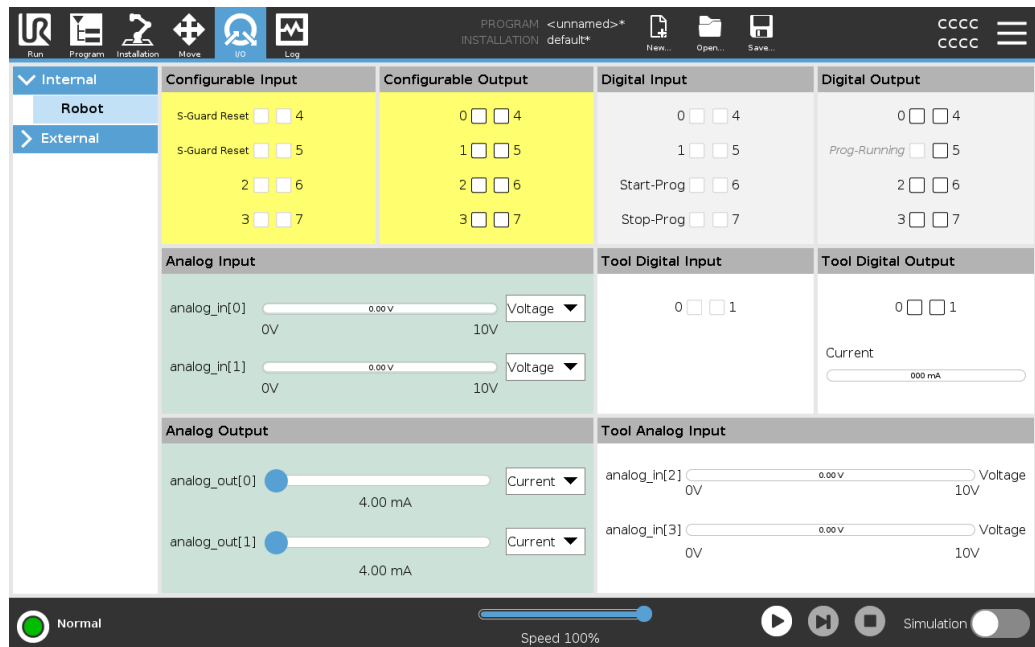 UR
PROGRAM <unnamed>*
INSTALLATION default*
CCCC
CCCC
Run Program Installation Move I/O Log New... Open... Save...
Internal
Robot
External
Configurable Input
S-Guard Reset 4
S-Guard Reset 5
2 6
3 7
Configurable Output
0 4
1 5
2 6
3 7
Digital Input
0 4
1 5
Start-Prog 6
Stop-Prog 7
Digital Output
0 4
Prog-Running 5
2 6
3 7
Analog Input
analog_in[0] 0.00 V Voltage
0V 10V
analog_in[1] 0.00 V Voltage
0V 10V
Tool Digital Input
0 1
Tool Digital Output
0 1
Current
000 mA
Analog Output
analog_out[0] Current
4.00 mA
analog_out[1] Current
4.00 mA
Tool Analog Input
analog_in[2] 0.00 V Voltage
0V 10V
analog_in[3] 0.00 V Voltage
0V 10V
Normal
Speed 100%
Simulation